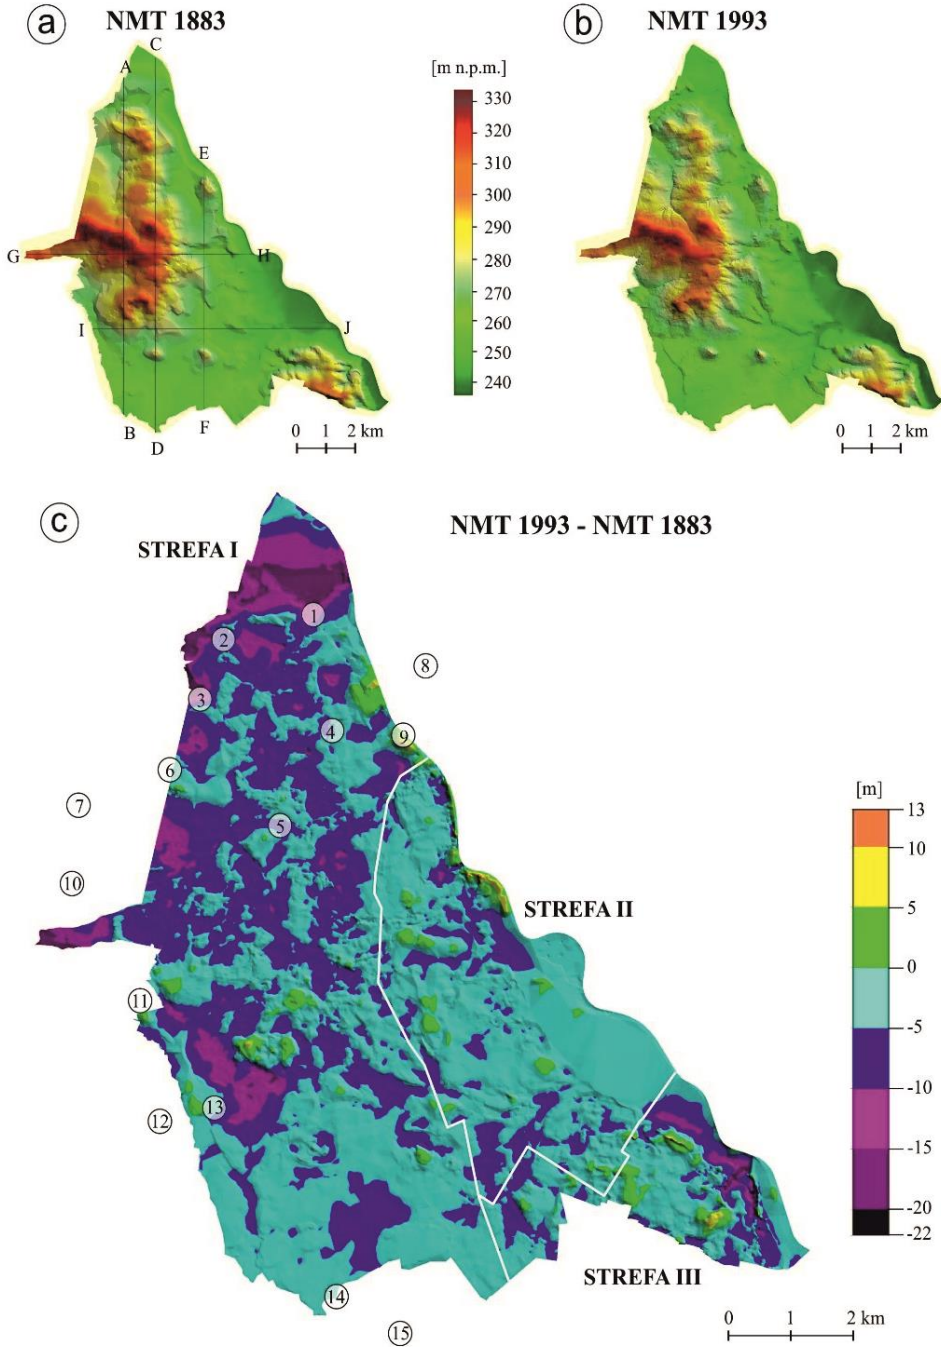 a
NMT 1883
b
NMT 1993
C
A
[m n.p.m.]
330
320
310
300
290
280
270
260
250
240
E
G
H
I
J
B
D
F
0 1 2 km
0 1 2 km
c
NMT 1993 - NMT 1883
STREFA I
1
2
8
3
4
9
6
7
5
10
[m]
13
10
5
0
-5
-10
-15
-20
-22
STREFA II
11
12
13
STREFA III
14
15
0 1 2 km